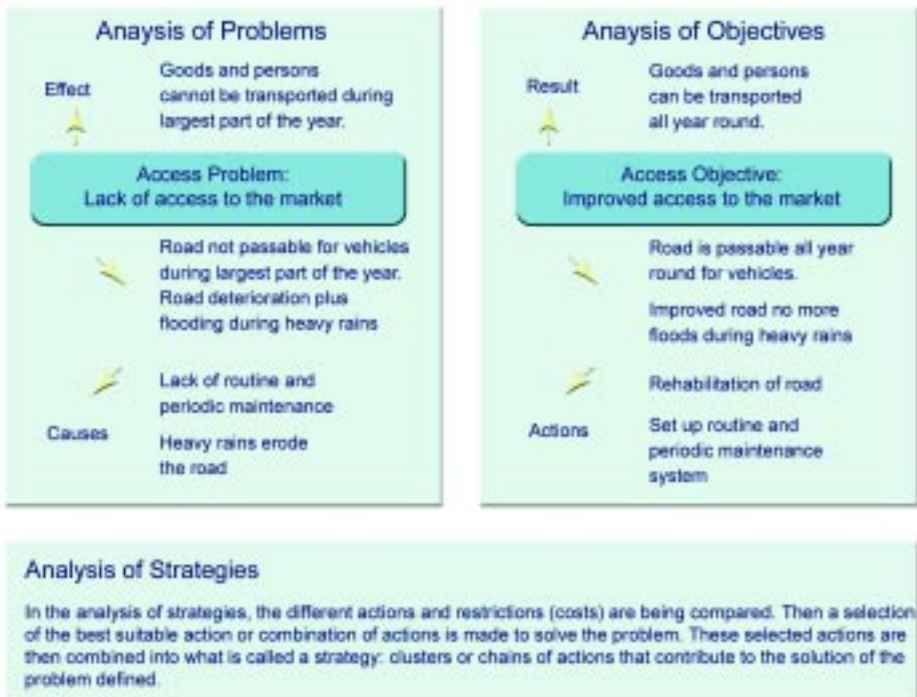 Anaysis of Problems
Effect
Goods and persons
cannot be transported during
largest part of the year.
Access Problem:
Lack of access to the market
Road not passable for vehicles
during largest part of the year.
Road deterioration plus
flooding during heavy rains
Lack of routine and
periodic maintenance
Causes
Heavy rains erode
the road
Anaysis of Objectives
Result
Goods and persons
can be transported
all year round.
Access Objective:
Improved access to the market
Road is passable all year
round for vehicles.
Improved road no more
floods during heavy rains
Rehabilitation of road
Actions
Set up routine and
periodic maintenance
system
Analysis of Strategies
In the analysis of strategies, the different actions and restrictions (costs) are being compared. Then a selection
of the best suitable action or combination of actions is made to solve the problem. These selected actions are
then combined into what is called a strategy: clusters or chains of actions that contribute to the solution of the
problem defined.